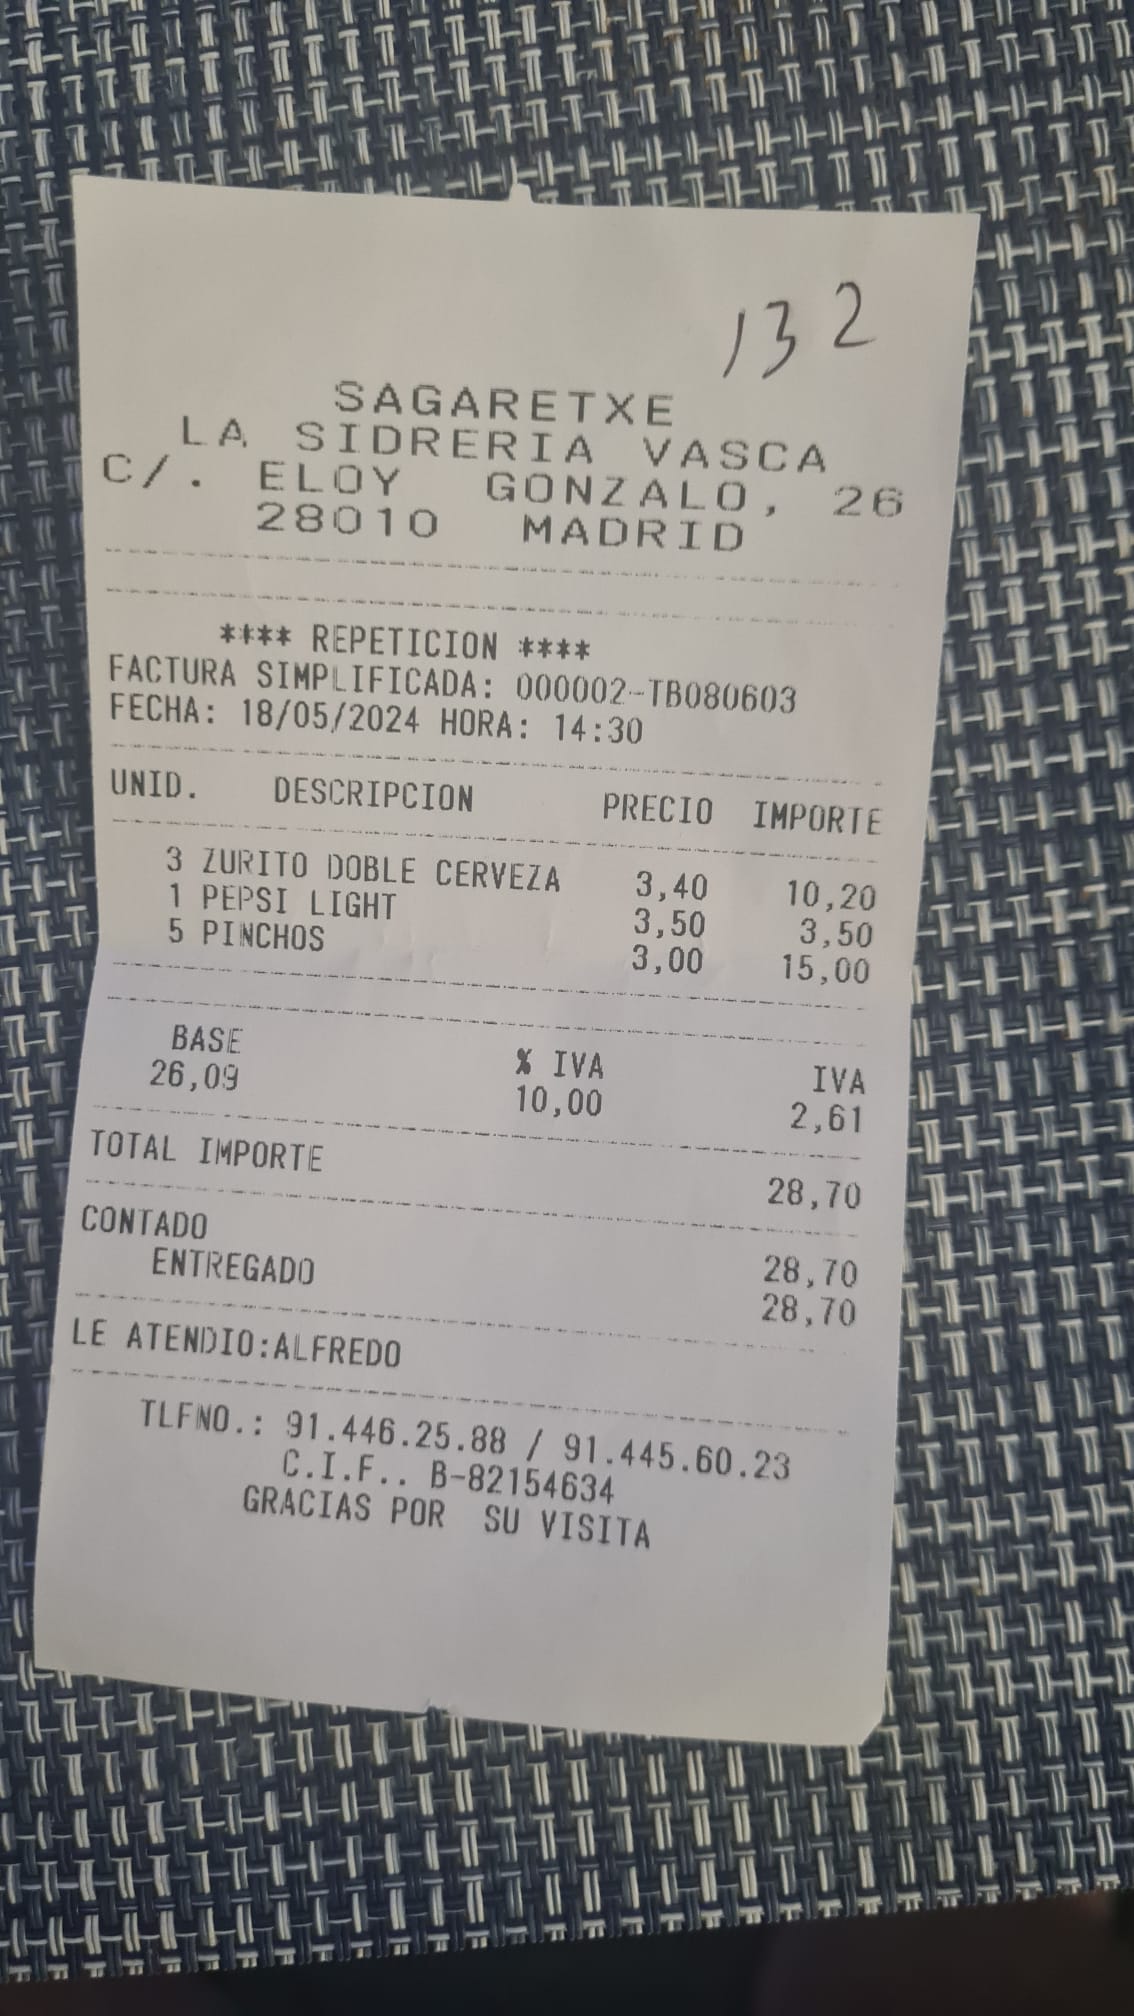 132
SAGARETXE
LA SIDRERIA VASCA
C/. ELOY GONZALO, 26
28010 MADRID
**** REPETICION ****
FACTURA SIMPLIFICADA: 000002-TB080603
FECHA: 18/05/2024 HORA: 14:30
UNID. DESCRIPCION PRECIO IMPORTE
3 ZURITO DOBLE CERVEZA 3,40 10,20
1 PEPSI LIGHT 3,50 3,50
5 PINCHOS 3,00 15,00
BASE % IVA IVA
26,09 10,00 2,61
TOTAL IMPORTE 28,70
CONTADO 28,70
ENTREGADO 28,70
LE ATENDIO:ALFREDO
TLFNO.: 91.446.25.88 / 91.445.60.23
C.I.F.. B-82154634
GRACIAS POR SU VISITA